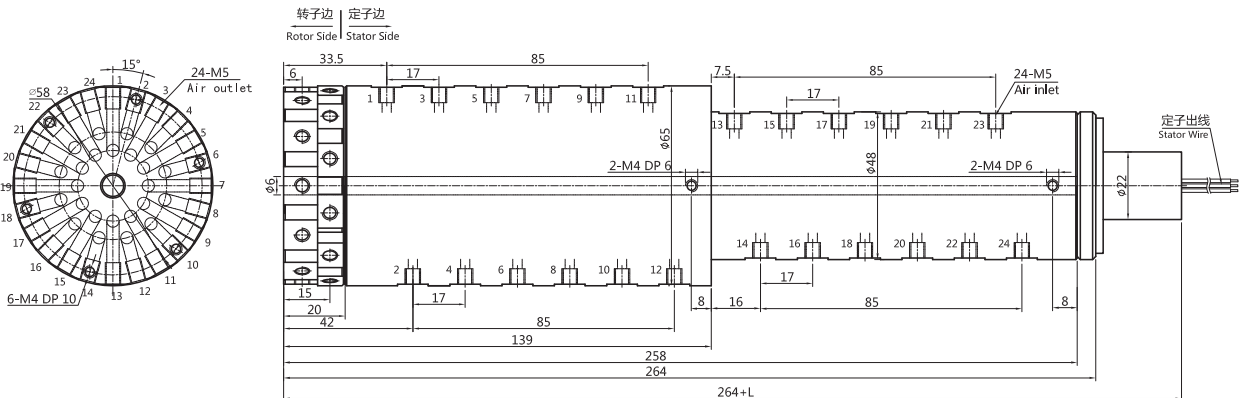 转子边 定子边
Rotor Side Stator Side
33.5
85
6
17
7.5
85
17
24-M5
Air inlet
15°
24-M5
Air outlet
⌀58
1
2
3
4
5
6
7
8
9
10
11
12
13
14
15
16
17
18
19
20
21
22
23
24
6-M4 DP 10
1 3 5 7 9 11
13 15 17 19 21 23
ϕ65
ϕ48
ϕ6
ϕ22
2-M4 DP 6
2-M4 DP 6
定子出线
Stator Wire
2 4 6 8 10 12
14 16 18 20 22 24
15
17
8
16
17
8
20
42
85
85
139
258
264
264+L